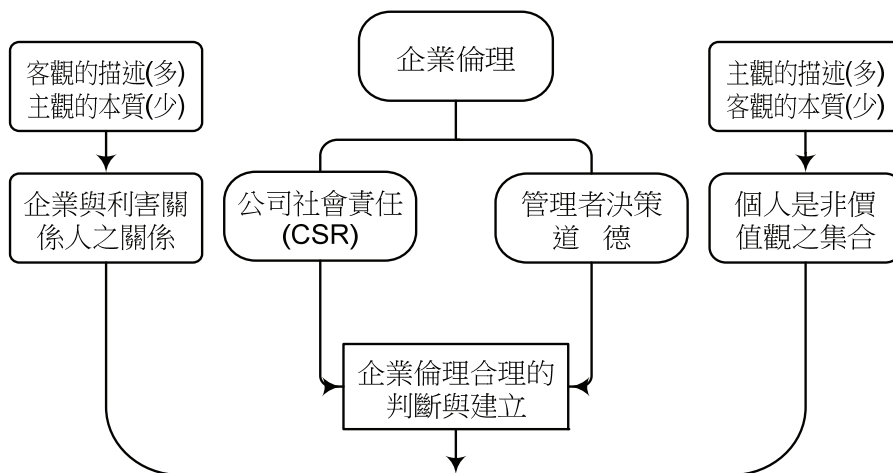 企業倫理
客觀的描述(多)
主觀的本質(少)
主觀的描述(多)
客觀的本質(少)
企業與利害關
係人之關係
公司社會責任
(CSR)
管理者決策
道 德
個人是非價
值觀之集合
企業倫理合理的
判斷與建立